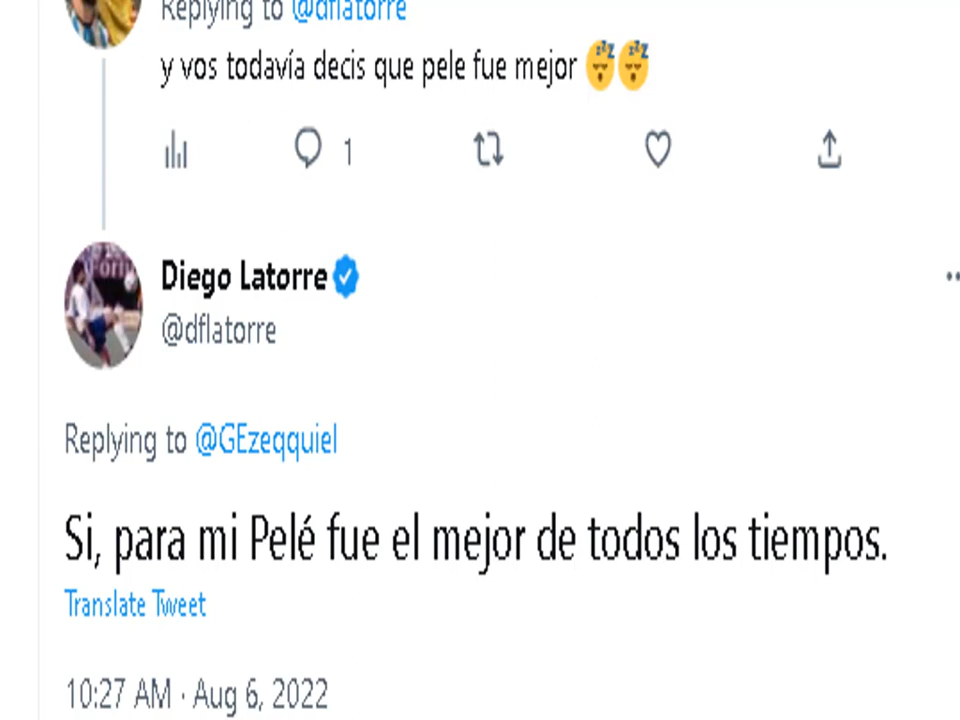 Replying to @dflatorre
y vos todavía decis que pele fue mejor 😴😴
1
Diego Latorre
@dflatorre
Replying to @GEzeqquiel
Si, para mi Pelé fue el mejor de todos los tiempos.
Translate Tweet
10:27 AM · Aug 6, 2022